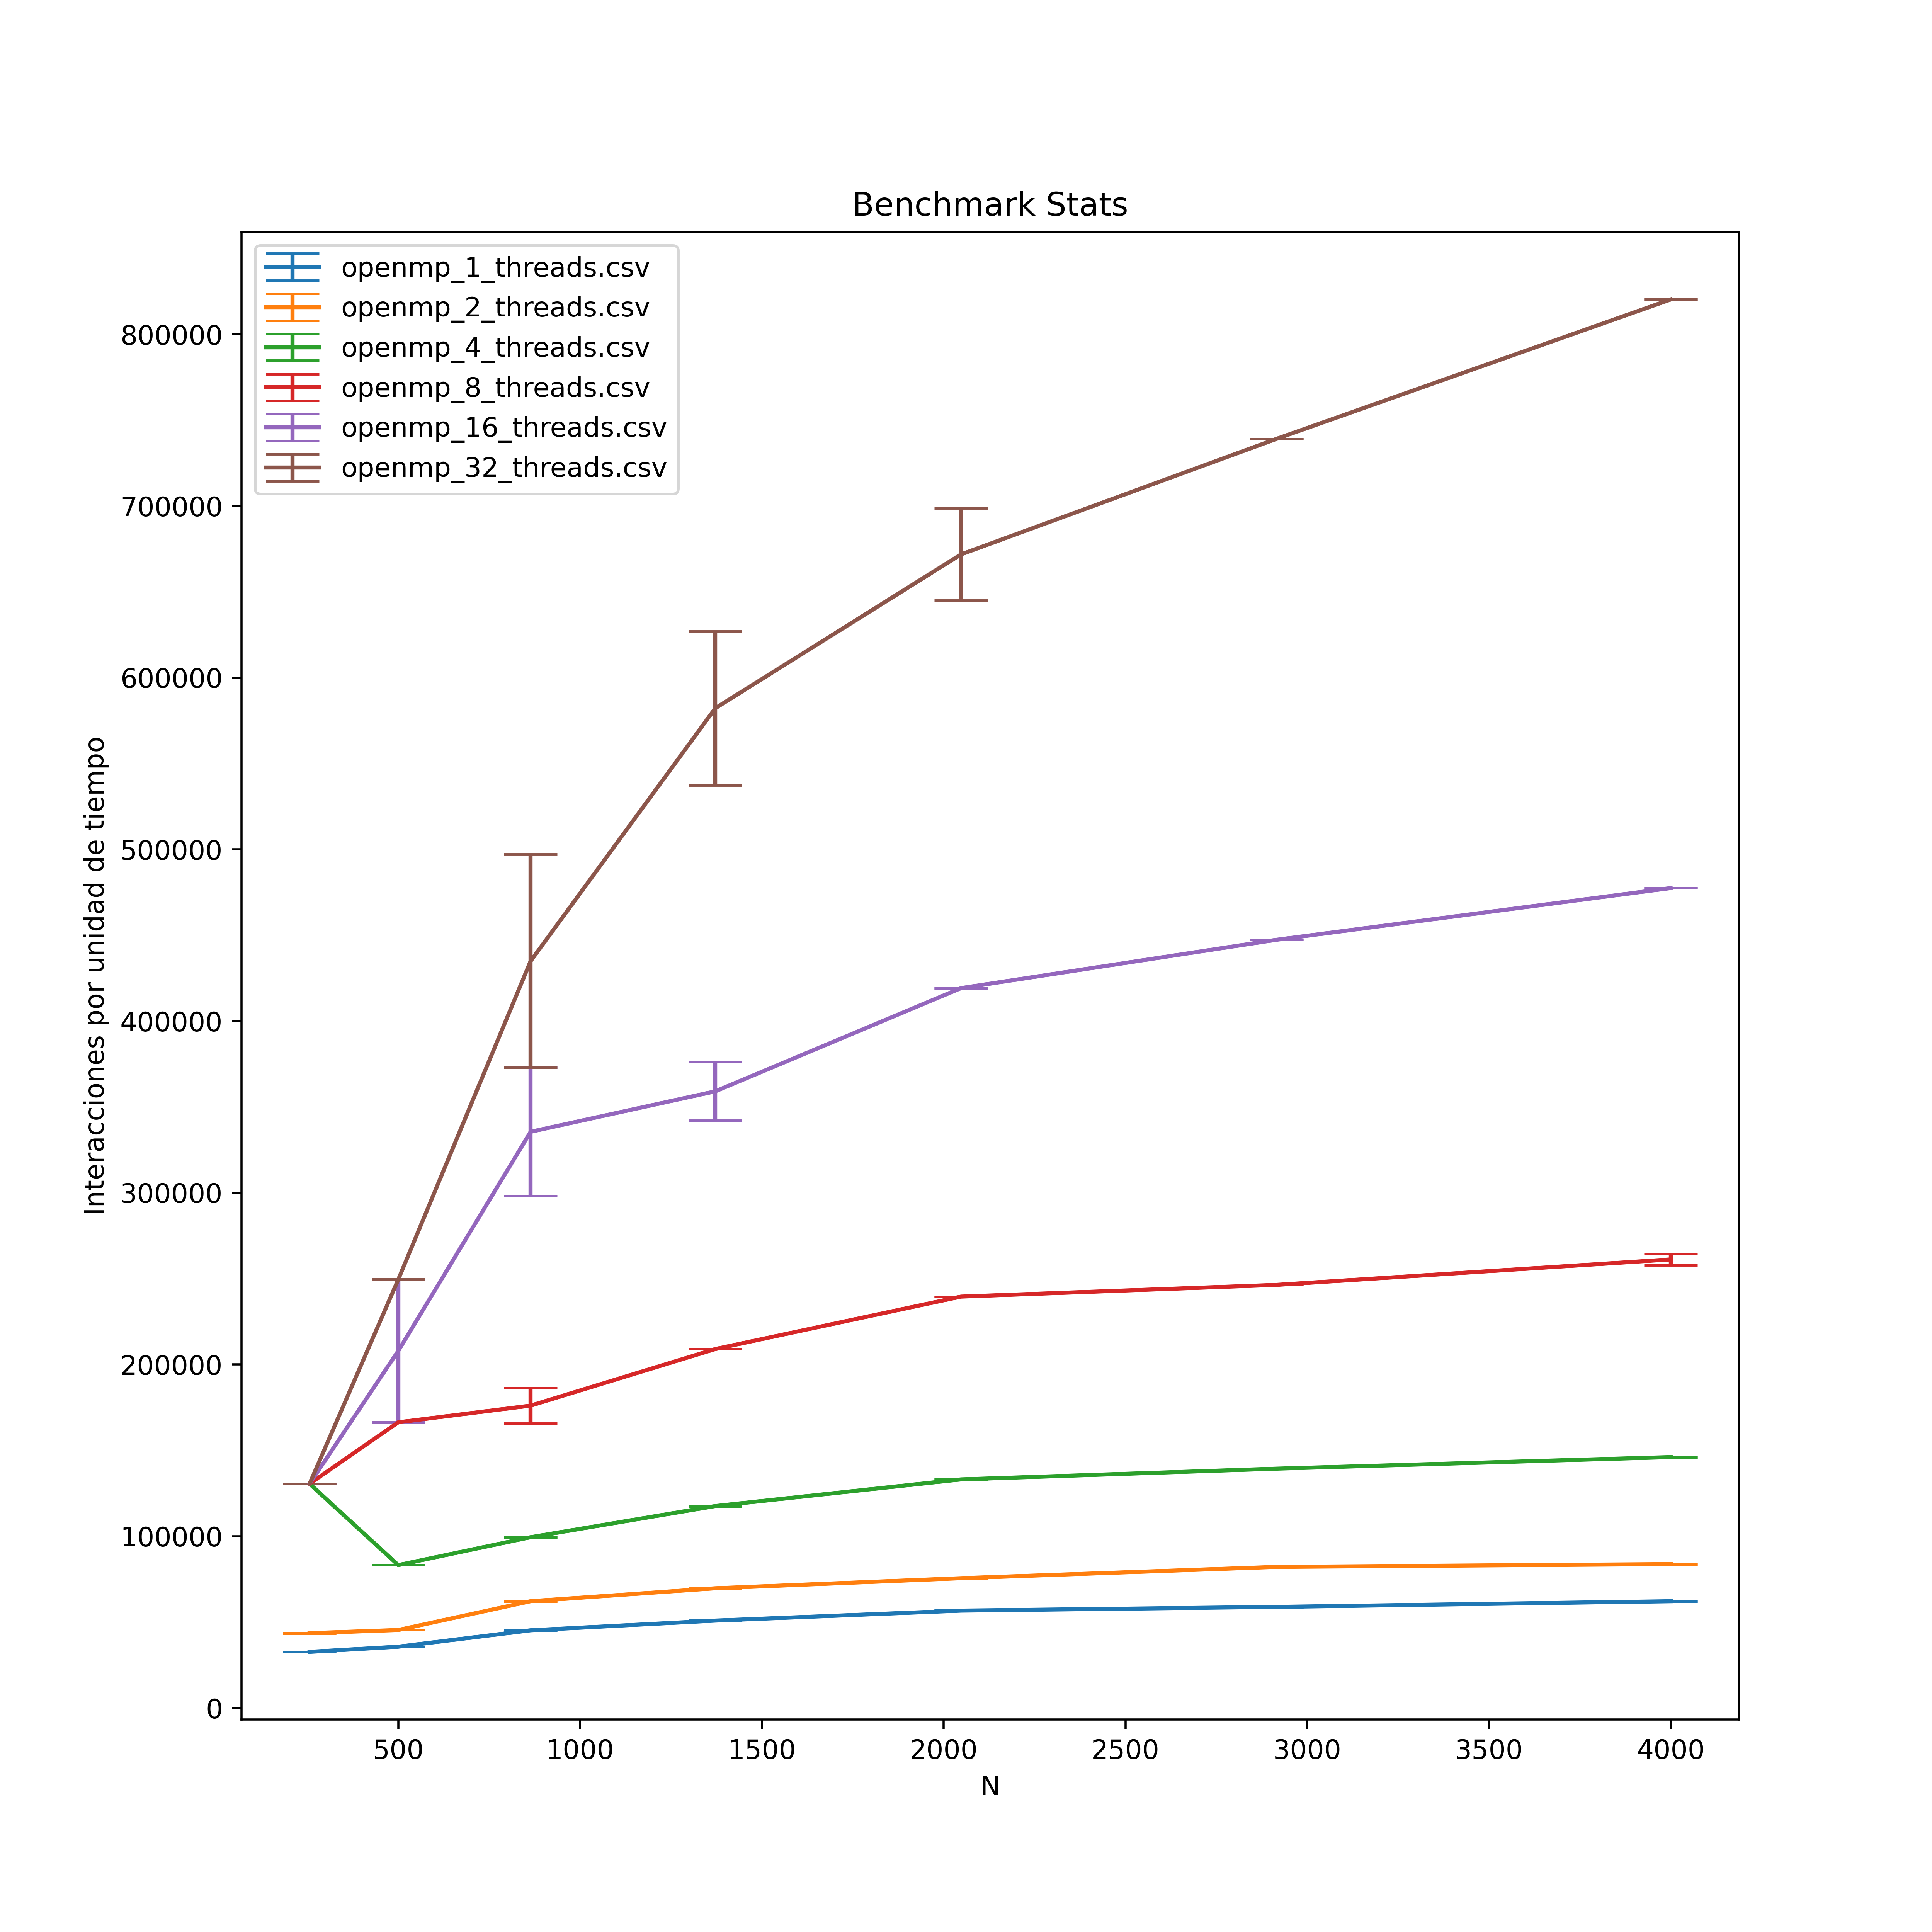 Benchmark Stats
openmp_1_threads.csv
openmp_2_threads.csv
openmp_4_threads.csv
openmp_8_threads.csv
openmp_16_threads.csv
openmp_32_threads.csv
Interacciones por unidad de tiempo
800000
700000
600000
500000
400000
300000
200000
100000
0
500 1000 1500 2000 2500 3000 3500 4000
N